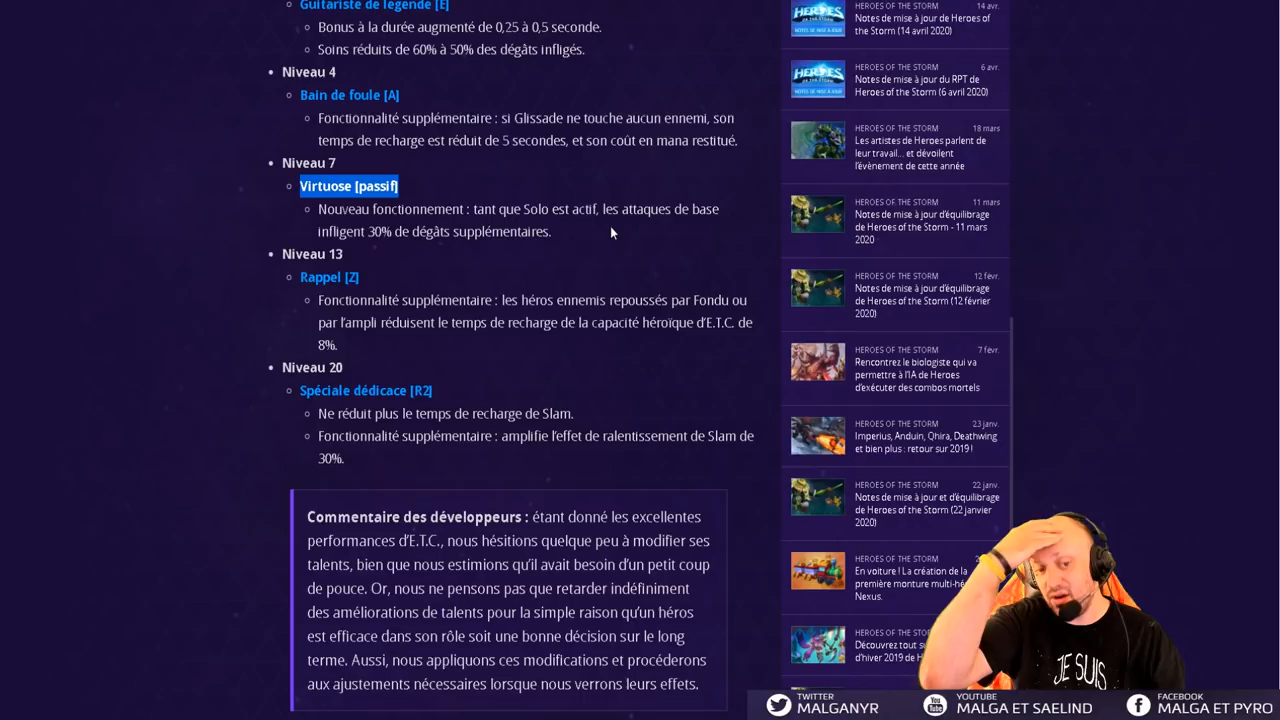 Guitariste de légende [E]
Bonus à la durée augmenté de 0,25 à 0,5 seconde.
Soins réduits de 60% à 50% des dégâts infligés.
Niveau 4
Bain de foule [A]
Fonctionnalité supplémentaire : si Glissade ne touche aucun ennemi, son
temps de recharge est réduit de 5 secondes, et son coût en mana restitué.
Niveau 7
Virtuose [passif]
Nouveau fonctionnement : tant que Solo est actif, les attaques de base
infligent 30% de dégâts supplémentaires.
Niveau 13
Rappel [Z]
Fonctionnalité supplémentaire : les héros ennemis repoussés par Fondu ou
par l'ampli réduisent le temps de recharge de la capacité héroïque d'E.T.C. de
8%.
Niveau 20
Spéciale dédicace [R2]
Ne réduit plus le temps de recharge de Slam.
Fonctionnalité supplémentaire : amplifie l'effet de ralentissement de Slam de
30%.
Commentaire des développeurs : étant donné les excellentes
performances d'E.T.C., nous hésitions quelque peu à modifier ses
talents, bien que nous estimions qu'il avait besoin d'un petit coup
de pouce. Or, nous ne pensons pas que retarder indéfiniment
des améliorations de talents pour la simple raison qu'un héros
est efficace dans son rôle soit une bonne décision sur le long
terme. Aussi, nous appliquons ces modifications et procéderons
aux ajustements nécessaires lorsque nous verrons leurs effets.
HEROES OF THE STORM 14 avr.
Notes de mise à jour de Heroes of
the Storm (14 avril 2020)
HEROES OF THE STORM 6 avr.
Notes de mise à jour du RPT de
Heroes of the Storm (6 avril 2020)
HEROES OF THE STORM 18 mars
Les artistes de Heroes parlent de
leur travail... et dévoilent
l'évènement de cette année
HEROES OF THE STORM 11 mars
Notes de mise à jour d'équilibrage
de Heroes of the Storm - 11 mars
2020
HEROES OF THE STORM 12 févr.
Notes de mise à jour d'équilibrage
de Heroes of the Storm (12 février
2020)
HEROES OF THE STORM 7 févr.
Rencontrez le biologiste qui va
permettre à l'IA de Heroes
d'exécuter des combos mortels
HEROES OF THE STORM 23 janv.
Imperius, Anduin, Qhira, Deathwing
et bien plus : retour sur 2019 !
HEROES OF THE STORM 22 janv.
Notes de mise à jour et d'équilibrage
de Heroes of the Storm (22 janvier
2020)
HEROES OF THE STORM
En voiture ! La création de la
première monture multi-hé
Nexus.
HEROES OF THE STORM
Découvrez tout s
d'hiver 2019 de H
JE SUIS
TWITTER
MALGANYR
YOUTUBE
MALGA ET SAELIND
FACEBOOK
MALGA ET PYRO